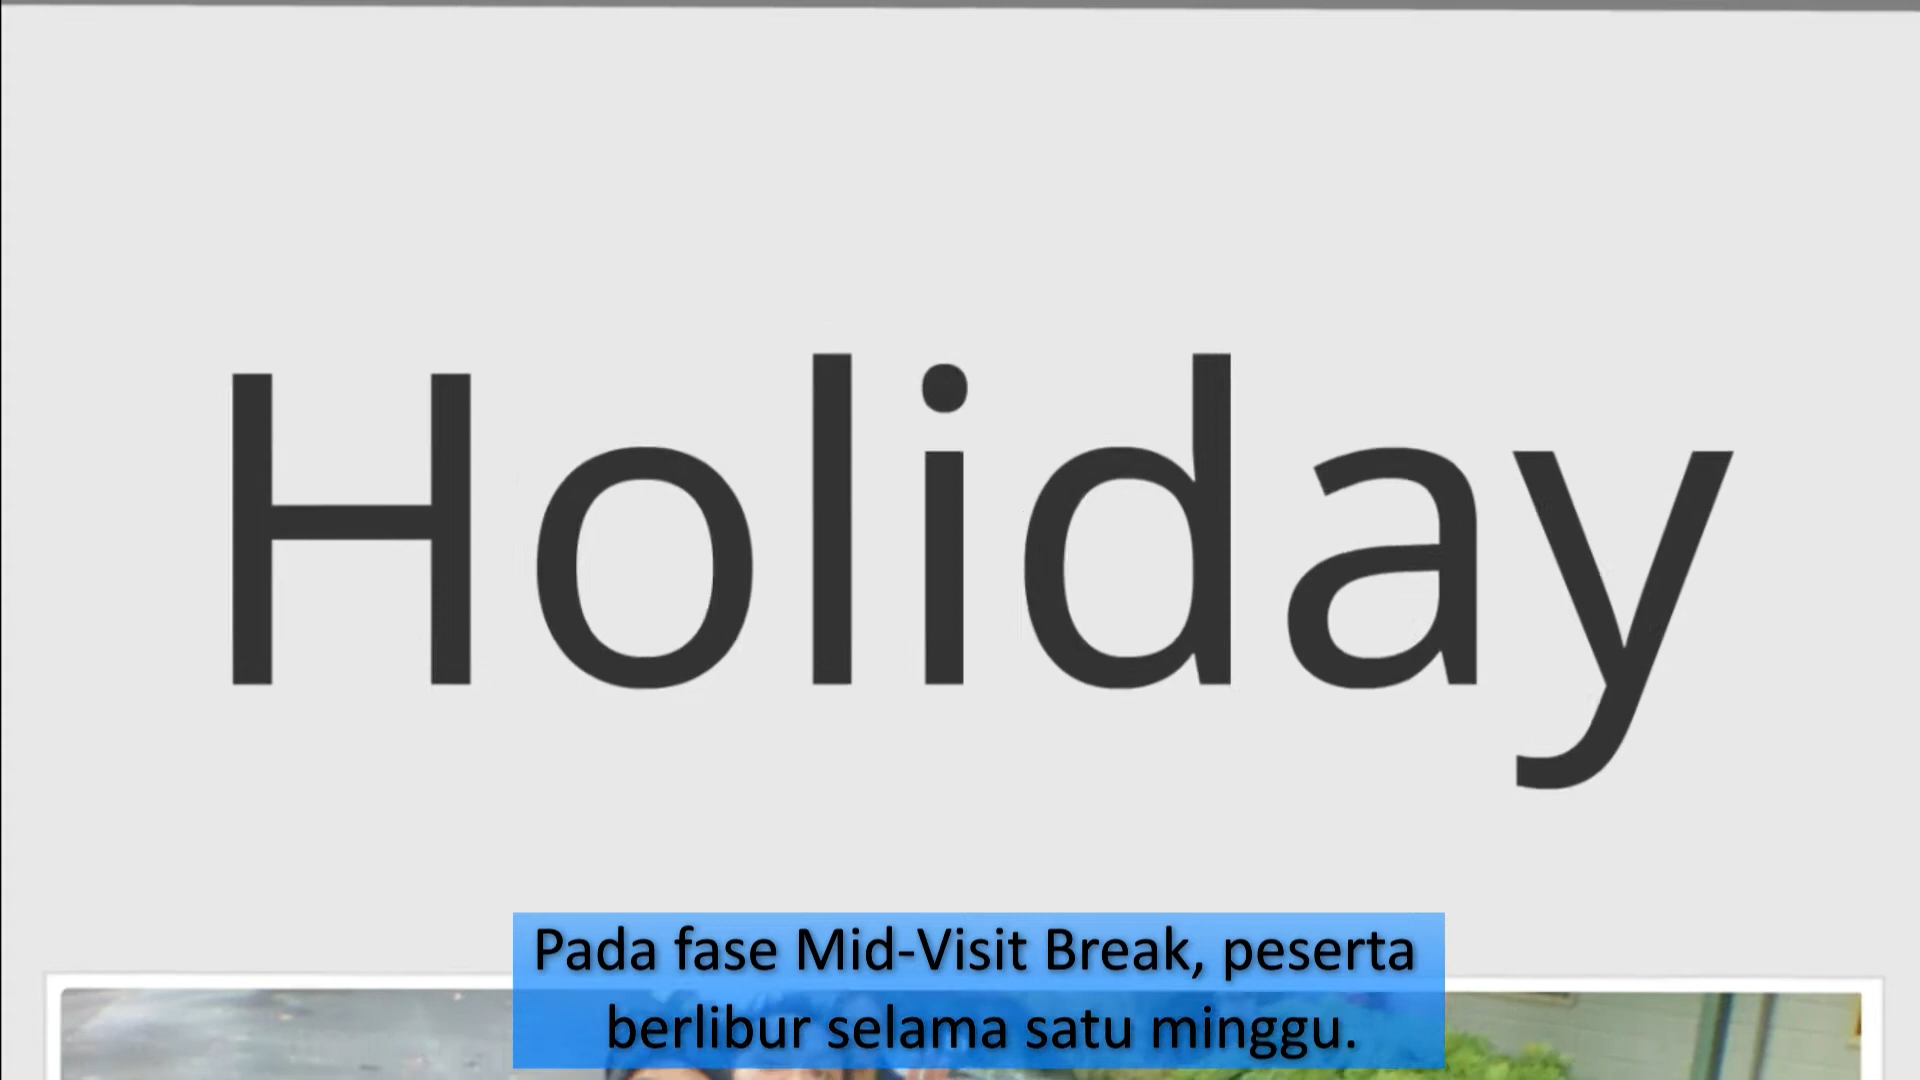 Holiday
Pada fase Mid-Visit Break, peserta
berlibur selama satu minggu.